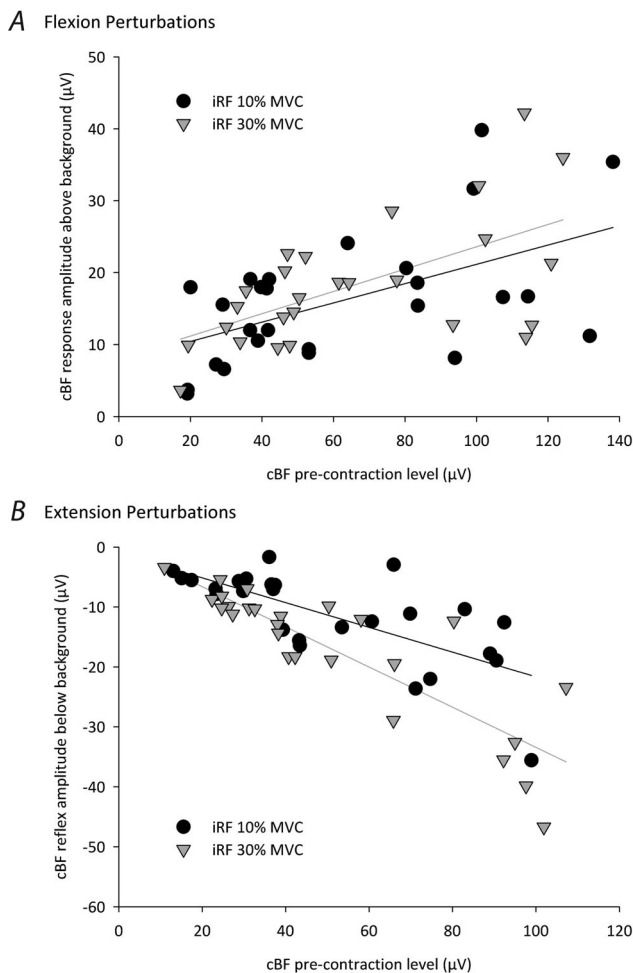 A Flexion Perturbations
cBF response amplitude above background (μV)
50
40
30
20
10
0
iRF 10% MVC
iRF 30% MVC
0 20 40 60 80 100 120 140
cBF pre-contraction level (μV)
B Extension Perturbations
cBF reflex amplitude below background (μV)
0
-10
-20
-30
-40
-50
-60
iRF 10% MVC
iRF 30% MVC
0 20 40 60 80 100 120
cBF pre-contraction level (μV)